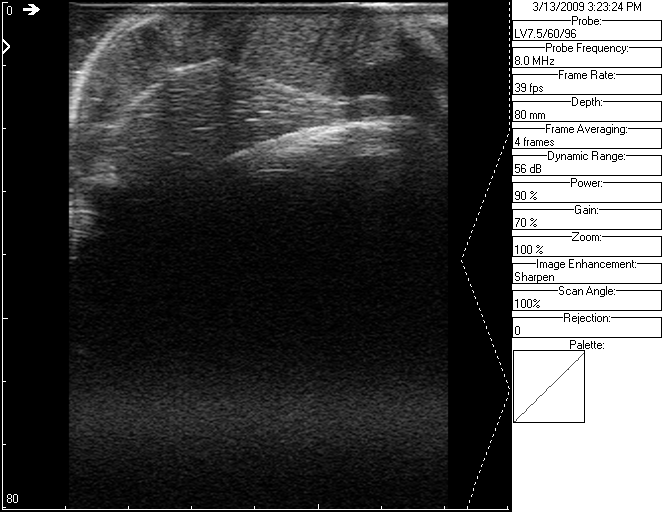 0
80
3/13/2009 3:23:24 PM
Probe:
LV7.5/60/96
Probe Frequency:
8.0 MHz
Frame Rate:
39 fps
Depth:
80 mm
Frame Averaging:
4 frames
Dynamic Range:
56 dB
Power:
90 %
Gain:
70 %
Zoom:
100 %
Image Enhancement:
Sharpen
Scan Angle:
100%
Rejection:
0
Palette: